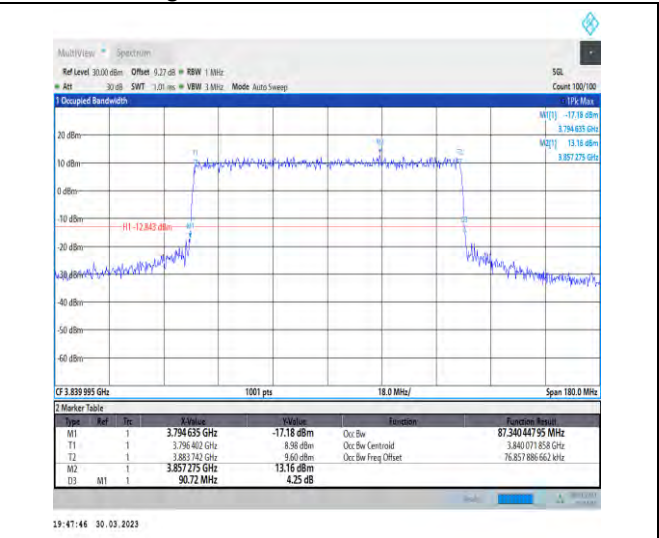 MultiView Spectrum
Ref Level 30.00 dBm Offset 9.27 dB RBW 1 MHz SGL
Att 30 dB SWT 1.01 ms VBW 3 MHz Mode Auto Sweep Count 100/100
1 Occupied Bandwidth 1Pk Max
M1[1] -17.18 dBm
3.794 635 GHz
20 dBm
M2[1] 13.16 dBm
3.857 275 GHz
10 dBm
0 dBm
-10 dBm
H1 -12.843 dBm
-20 dBm
-30 dBm
-40 dBm
-50 dBm
-60 dBm
CF 3.839 995 GHz 1001 pts 18.0 MHz/ Span 180.0 MHz
2 Marker Table
Type Ref Trc X-Value Y-Value Function Function Result
M1 1 3.794 635 GHz -17.18 dBm Occ Bw 87.340 447 95 MHz
T1 1 3.796 402 GHz 8.98 dBm Occ Bw Centroid 3.840 071 858 GHz
T2 1 3.883 742 GHz 9.60 dBm Occ Bw Freq Offset 76.857 886 662 kHz
M2 1 3.857 275 GHz 13.16 dBm
D3 M1 1 90.72 MHz 4.25 dB
19:47:46 30.03.2023